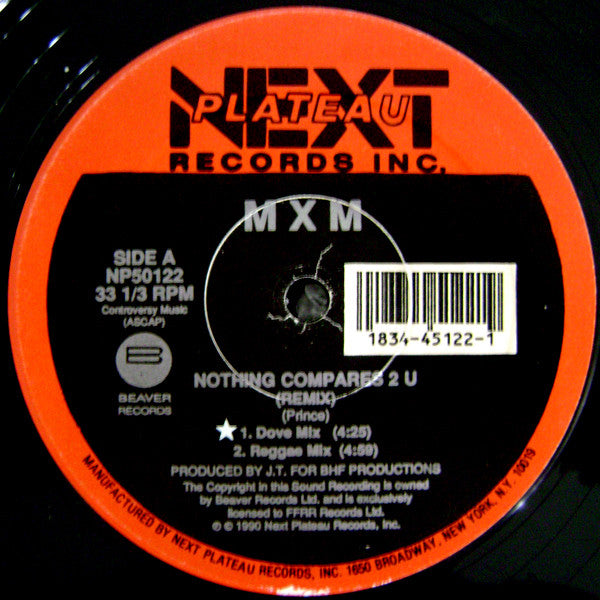 NEXT
PLATEAU
RECORDS INC.
M X M
SIDE A
NP50122
33 1/3 RPM
Controversy Music
(ASCAP)
B
BEAVER
RECORDS
1834-45122-1
NOTHING COMPARES 2 U
(REMIX)
(Prince)
1. Dove Mix (4:25)
2. Reggae Mix (4:59)
PRODUCED BY J.T. FOR BHF PRODUCTIONS
The Copyright in this Sound Recording is owned
by Beaver Records Ltd. and is exclusively
licensed to FFRR Records Ltd.
℗ © 1990 Next Plateau Records, Inc.
MANUFACTURED BY NEXT PLATEAU RECORDS, INC. 1650 BROADWAY, NEW YORK, N.Y. 10019